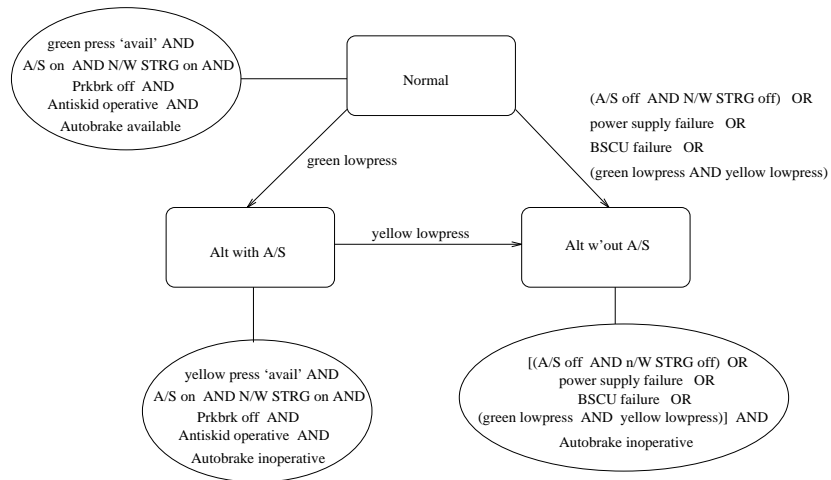 green press ‘avail’ AND
A/S on AND N/W STRG on AND
Prkbrk off AND
Antiskid operative AND
Autobrake available
Normal
(A/S off AND N/W STRG off) OR
power supply failure OR
BSCU failure OR
(green lowpress AND yellow lowpress)
green lowpress
Alt with A/S
yellow lowpress
Alt w'out A/S
yellow press ‘avail’ AND
A/S on AND N/W STRG on AND
Prkbrk off AND
Antiskid operative AND
Autobrake inoperative
[(A/S off AND n/W STRG off) OR
power supply failure OR
BSCU failure OR
(green lowpress AND yellow lowpress)] AND
Autobrake inoperative